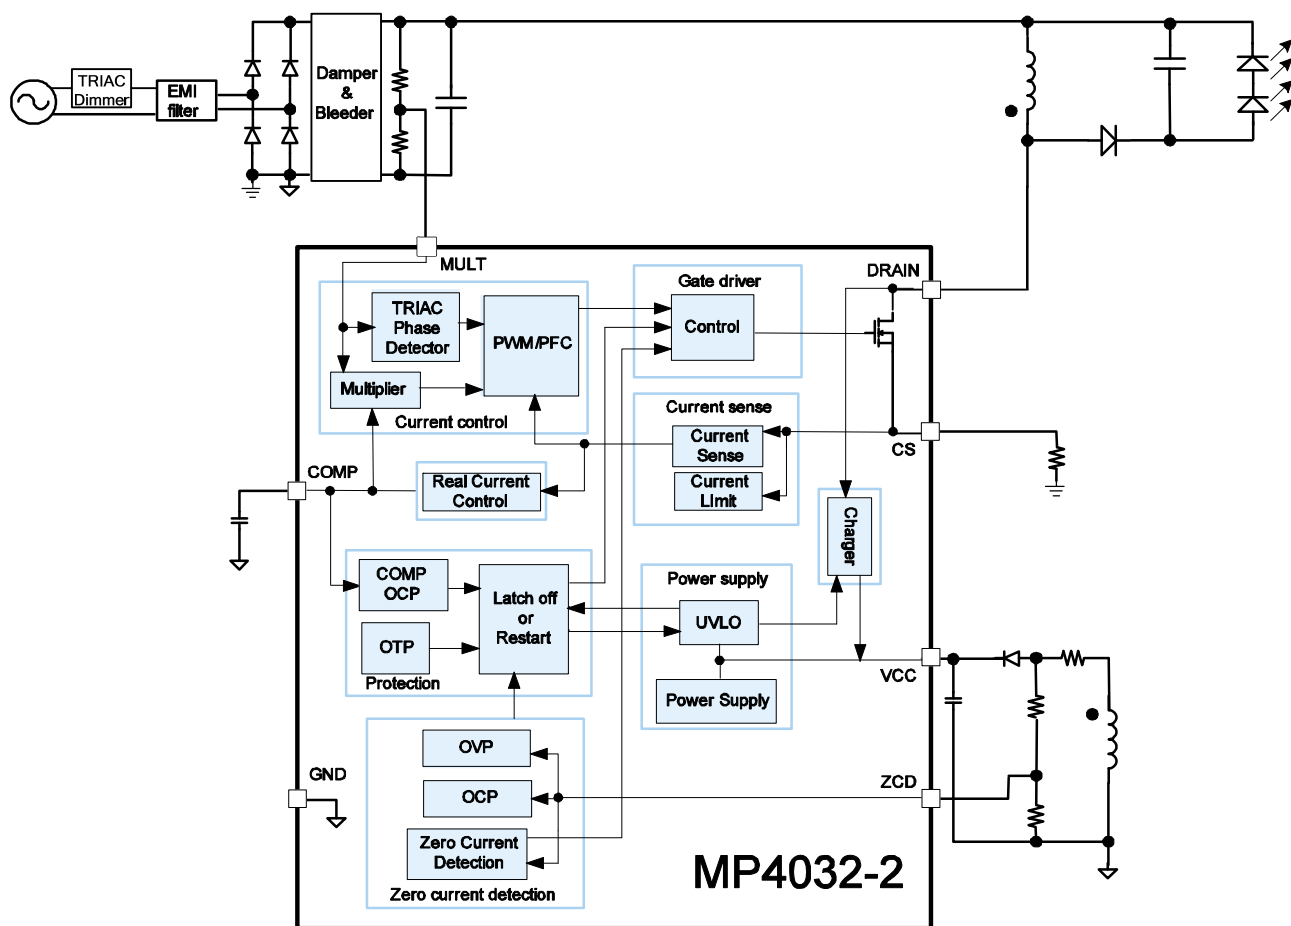 TRIAC
Dimmer
EMI
filter
Damper
&
Bleeder
MULT
DRAIN
Gate driver
TRIAC
Phase
Detector
PWM/PFC
Control
Multiplier
Current control
Current sense
Current
Sense
CS
COMP
Real Current
Control
Current
LImit
Charger
COMP
OCP
Latch off
or
Restart
Power supply
UVLO
OTP
Protection
VCC
Power Supply
OVP
GND
OCP
ZCD
Zero Current
Detection
Zero current detection
MP4032-2